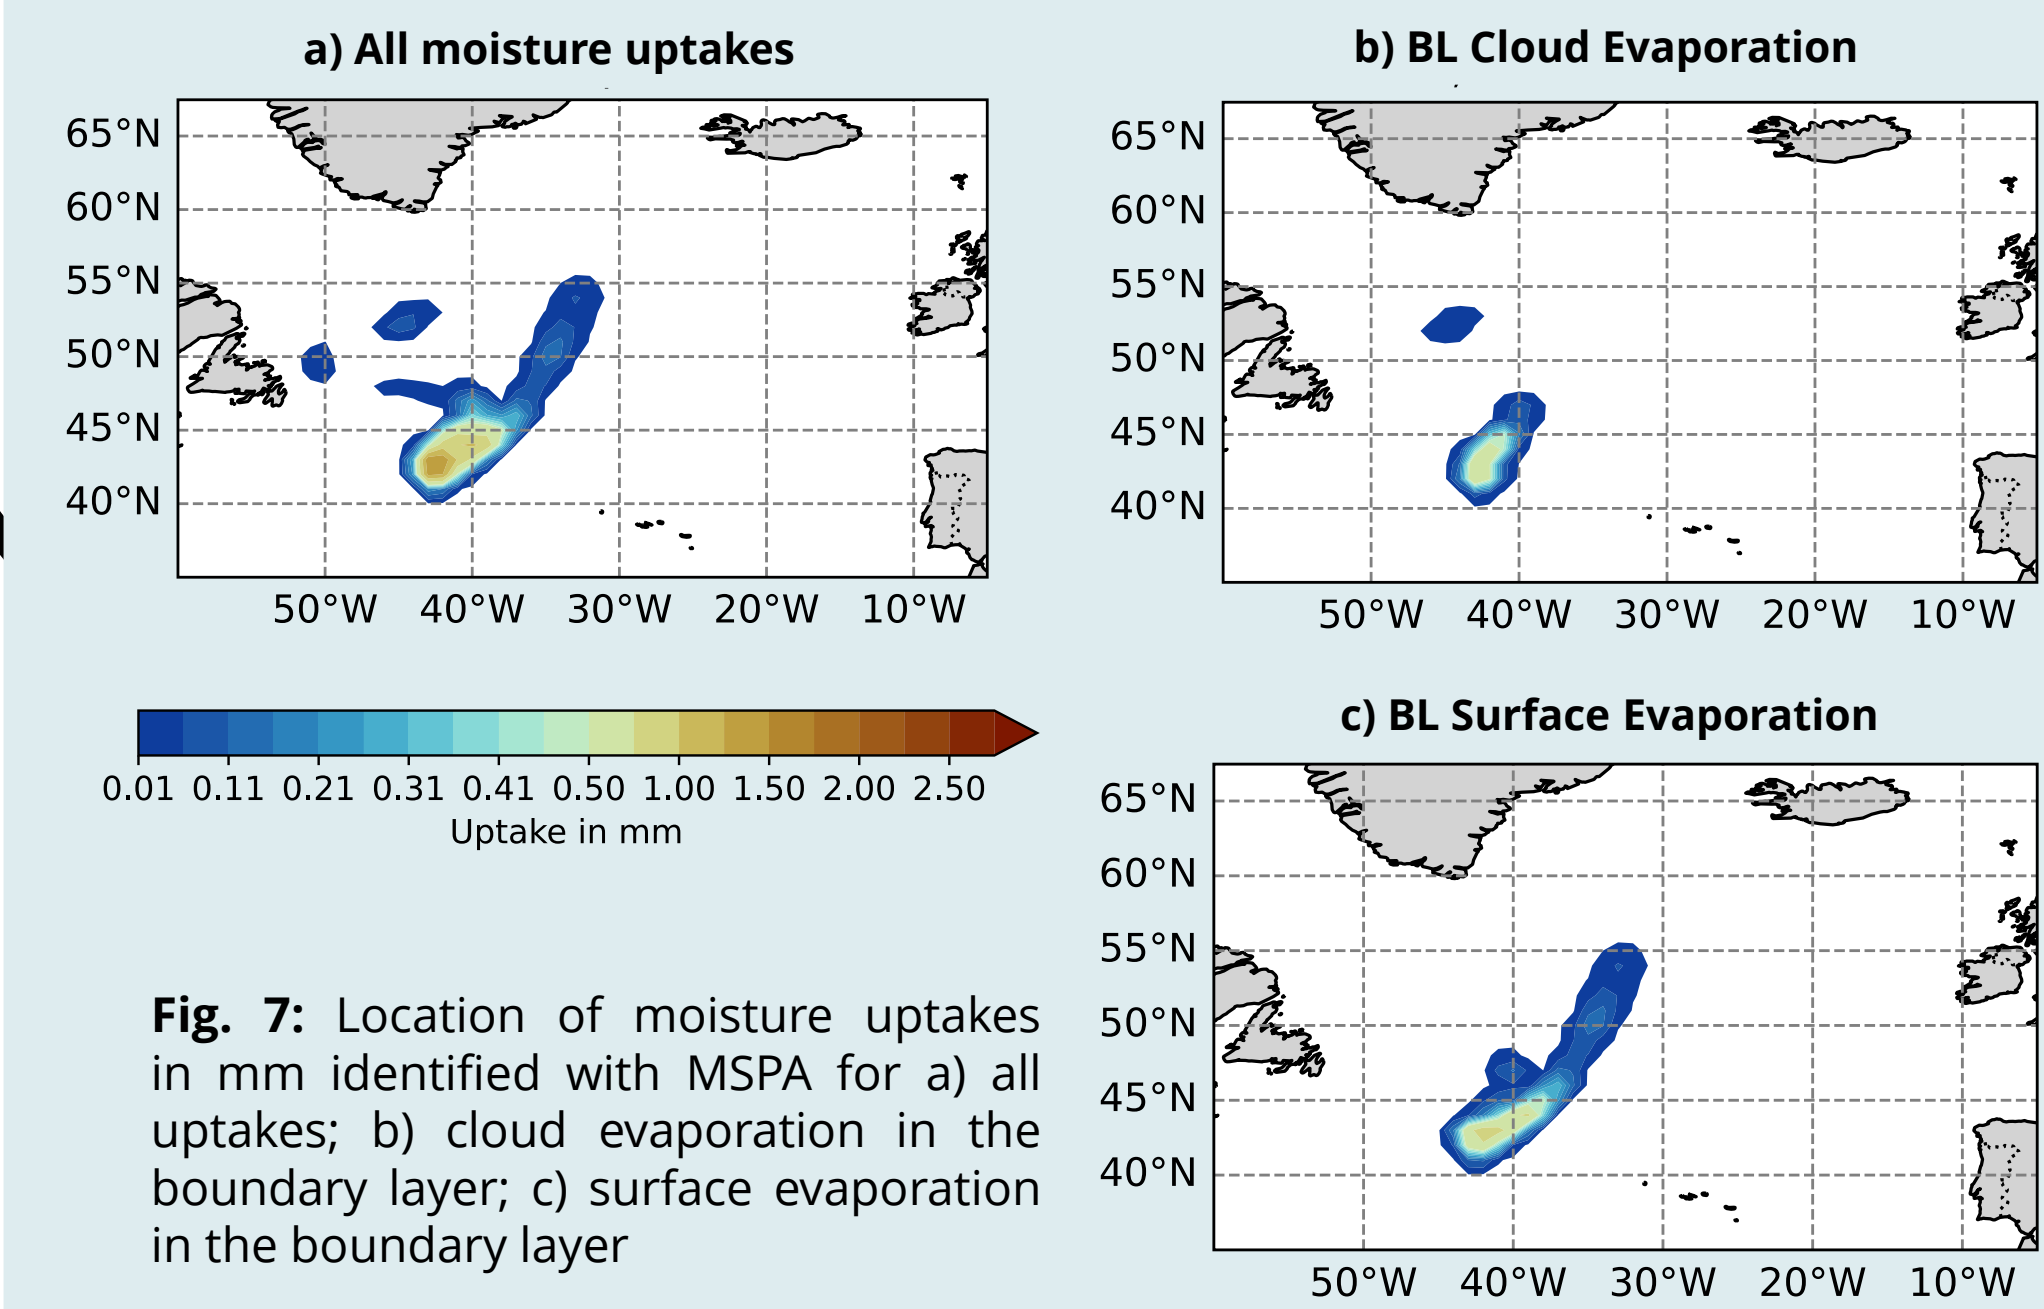 a) All moisture uptakes
65°N
60°N
55°N
50°N
45°N
40°N
50°W 40°W 30°W 20°W 10°W
b) BL Cloud Evaporation
65°N
60°N
55°N
50°N
45°N
40°N
50°W 40°W 30°W 20°W 10°W
0.01 0.11 0.21 0.31 0.41 0.50 1.00 1.50 2.00 2.50
Uptake in mm
c) BL Surface Evaporation
65°N
60°N
55°N
50°N
45°N
40°N
50°W 40°W 30°W 20°W 10°W
Fig. 7: Location of moisture uptakes
in mm identified with MSPA for a) all
uptakes; b) cloud evaporation in the
boundary layer; c) surface evaporation
in the boundary layer